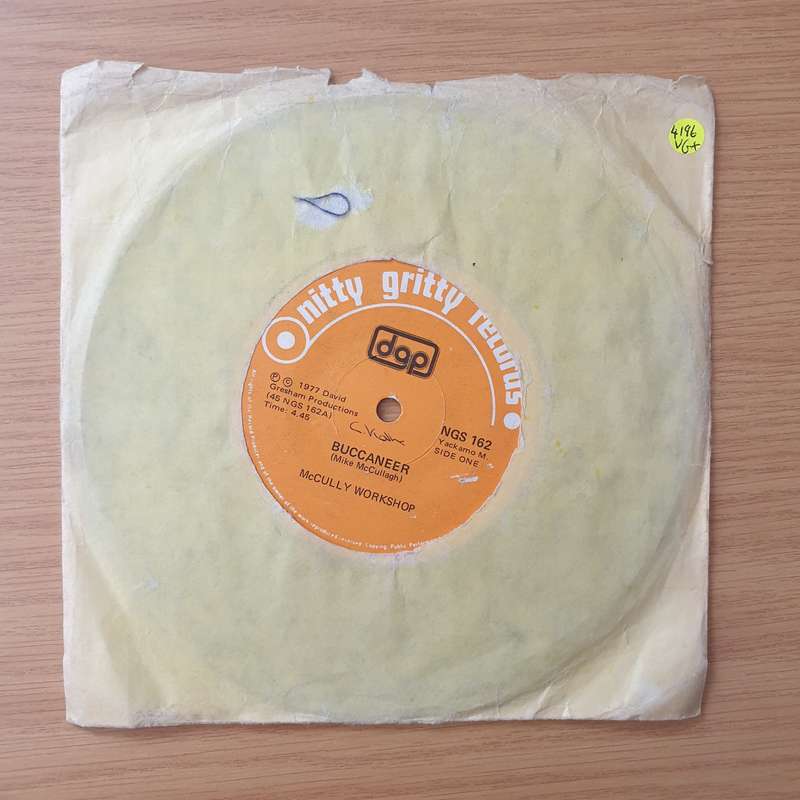 4196
VG+
nitty gritty records
dgp
℗ © 1977 David
Gresham Productions
(45 NGS 162A)
Time: 4.45
NGS 162
Yackamo M.
SIDE ONE
BUCCANEER
(Mike McCullagh)
McCULLY WORKSHOP